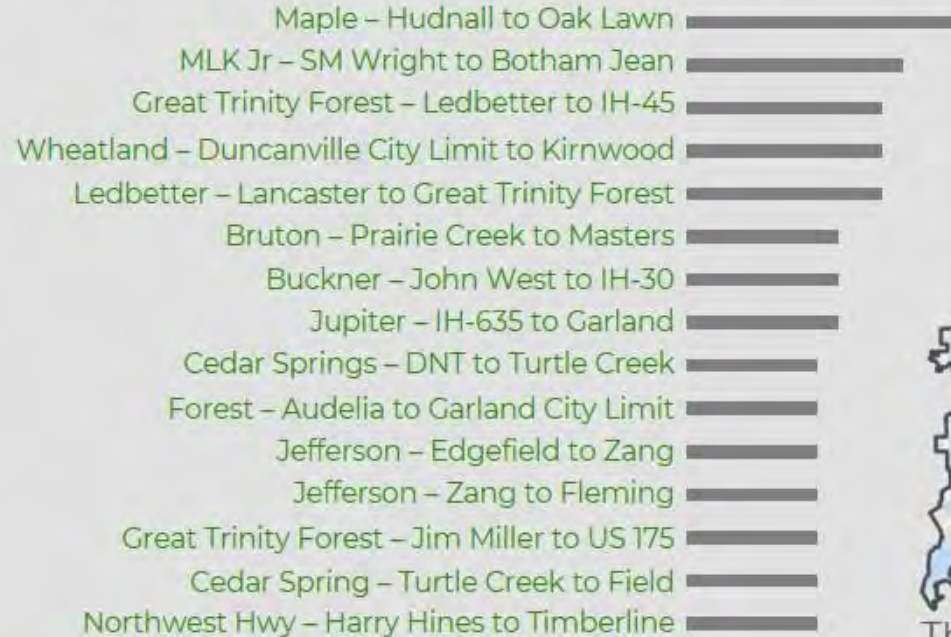 Maple – Hudnall to Oak Lawn
MLK Jr – SM Wright to Botham Jean
Great Trinity Forest – Ledbetter to IH-45
Wheatland – Duncanville City Limit to Kirnwood
Ledbetter – Lancaster to Great Trinity Forest
Bruton – Prairie Creek to Masters
Buckner – John West to IH-30
Jupiter – IH-635 to Garland
Cedar Springs – DNT to Turtle Creek
Forest – Audelia to Garland City Limit
Jefferson – Edgefield to Zang
Jefferson – Zang to Fleming
Great Trinity Forest – Jim Miller to US 175
Cedar Spring – Turtle Creek to Field
Northwest Hwy – Harry Hines to Timberline